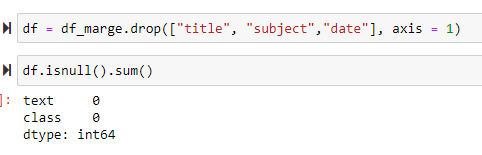 df = df_marge.drop(["title", "subject","date"], axis = 1)
df.isnull().sum()
]: text 0
class 0
dtype: int64